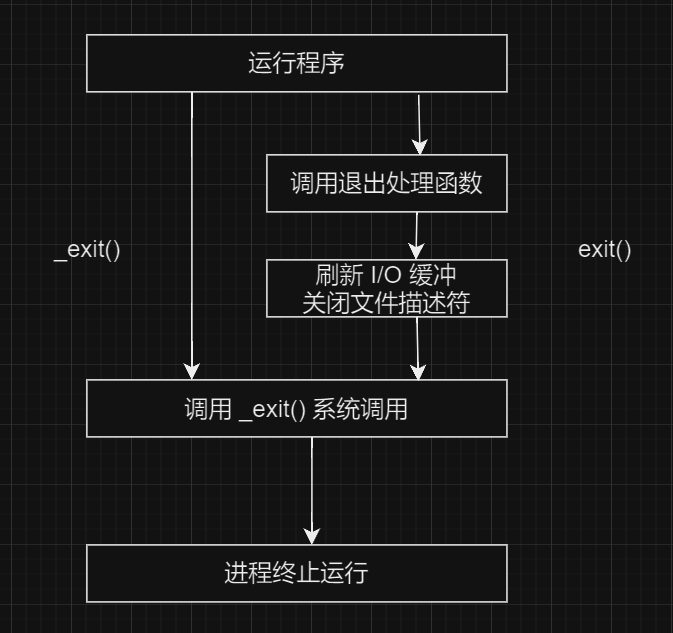 运行程序
调用退出处理函数
_exit()
exit()
刷新 I/O 缓冲
关闭文件描述符
调用 _exit() 系统调用
进程终止运行